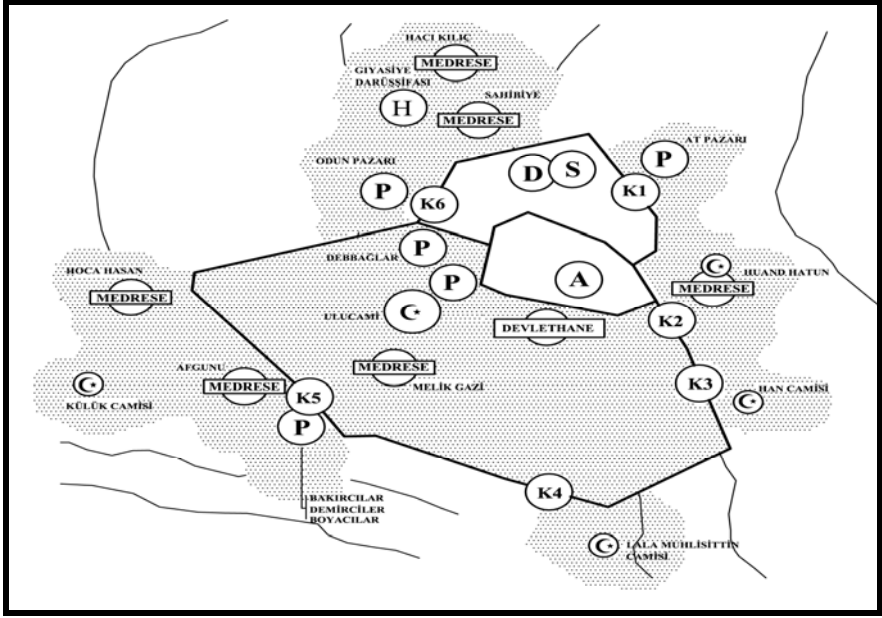 HACI KILIÇ
MEDRESE
GIYASİYE
DARÜŞŞİFASI
H
SAHİBİYE
MEDRESE
AT PAZARI
P
ODUN PAZARI
P
D
S
K1
K6
P
DEBBAĞLAR
P
A
HOCA HASAN
MEDRESE
HUAND HATUN
MEDRESE
ULUCAMİ
DEVLETHANE
K2
AFGUNU
MEDRESE
MEDRESE
MELİK GAZİ
K3
HAN CAMİSİ
KÜLÜK CAMİSİ
K5
P
K4
BAKIRCILAR
DEMİRCİLER
BOYACILAR
LALA MUHLİSİTTİN
CAMİSİ